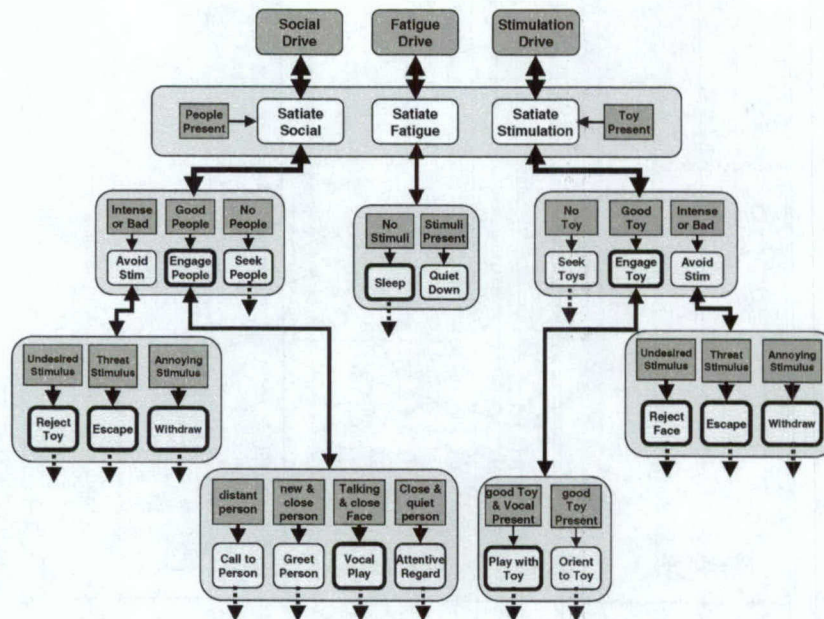 Social
Drive
Fatigue
Drive
Stimulation
Drive
People
Present
Satiate
Social
Satiate
Fatigue
Satiate
Stimulation
Toy
Present
Intense
or Bad
Good
People
No
People
Avoid
Stim
Engage
People
Seek
People
No
Stimuli
Stimuli
Present
Sleep
Quiet
Down
No
Toy
Good
Toy
Intense
or Bad
Seek
Toys
Engage
Toy
Avoid
Stim
Undesired
Stimulus
Threat
Stimulus
Annoying
Stimulus
Reject
Toy
Escape
Withdraw
Undesired
Stimulus
Threat
Stimulus
Annoying
Stimulus
Reject
Face
Escape
Withdraw
distant
person
new &
close
person
Talking
& close
Face
Close &
quiet
person
Call to
Person
Greet
Person
Vocal
Play
Attentive
Regard
good Toy
& Vocal
Present
good
Toy
Present
Play with
Toy
Orient
to Toy